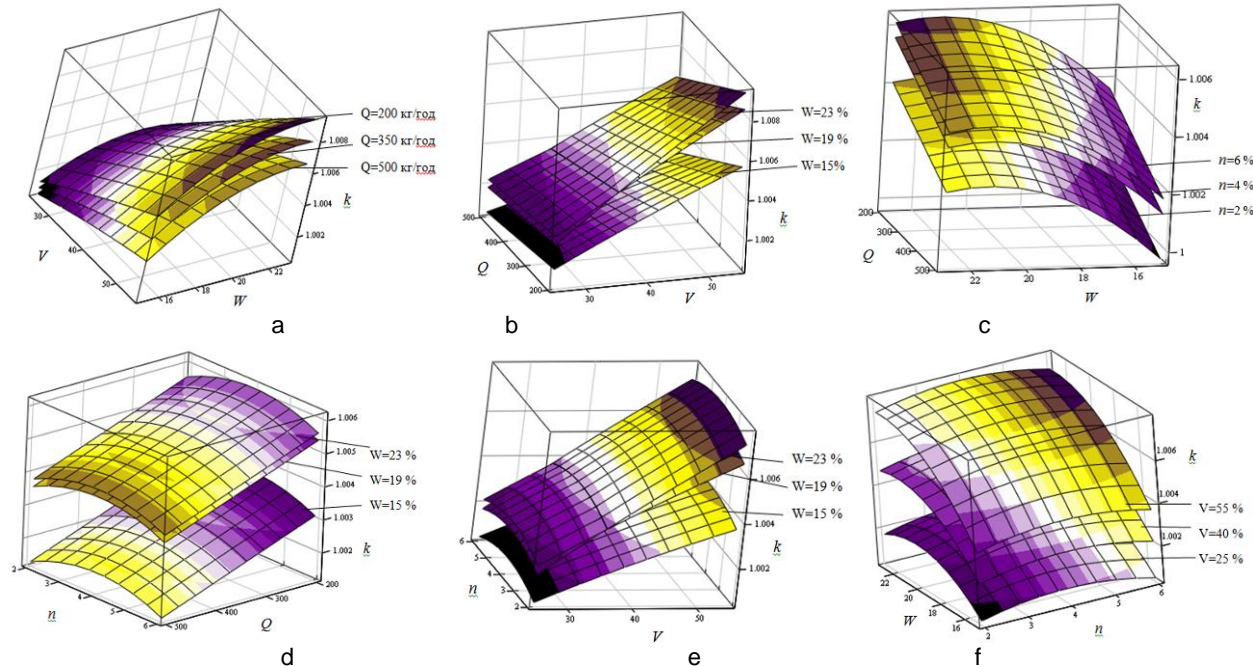 Q=200 кг/год
Q=350 кг/год
Q=500 кг/год
1.008
1.006
1.004
1.002
k
30
40
50
V
16
18
20
22
W
a
W=23 %
W=19 %
W=15%
1.008
1.006
1.004
1.002
k
500
400
300
200
Q
30
40
50
V
b
1.006
k
1.004
1.002
1
n=6 %
n=4 %
n=2 %
200
300
400
500
Q
22
20
18
16
W
c
1.006
1.005
1.004
1.003
1.002
k
W=23 %
W=19 %
W=15 %
2
3
4
5
6
n
500
400
300
200
Q
d
W=23 %
W=19 %
W=15 %
1.006
1.004
1.002
k
6
5
4
3
2
n
30
40
50
V
e
k
1.006
1.004
1.002
V=55 %
V=40 %
V=25 %
22
20
18
16
W
2
3
4
5
6
n
f